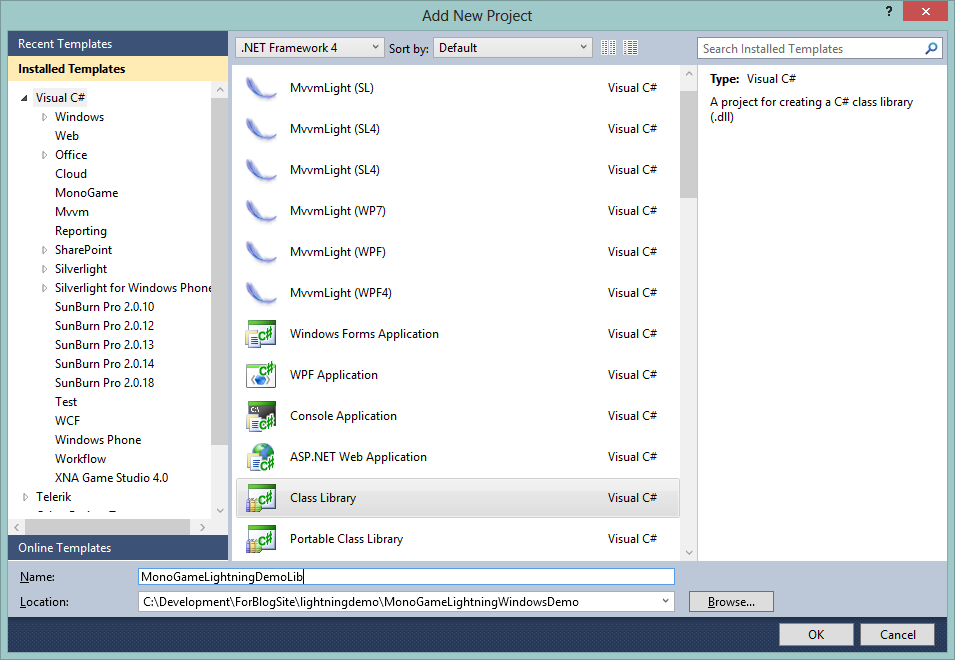 Add New Project
?
Recent Templates
Installed Templates
Visual C#
Windows
Web
Office
Cloud
MonoGame
Mvvm
Reporting
SharePoint
Silverlight
Silverlight for Windows Phone
SunBurn Pro 2.0.10
SunBurn Pro 2.0.12
SunBurn Pro 2.0.13
SunBurn Pro 2.0.14
SunBurn Pro 2.0.18
Test
WCF
Windows Phone
Workflow
XNA Game Studio 4.0
Telerik
Online Templates
.NET Framework 4 Sort by: Default
MvvmLight (SL) Visual C#
MvvmLight (SL4) Visual C#
MvvmLight (SL4) Visual C#
MvvmLight (WP7) Visual C#
MvvmLight (WPF) Visual C#
MvvmLight (WPF4) Visual C#
Windows Forms Application Visual C#
WPF Application Visual C#
Console Application Visual C#
ASP.NET Web Application Visual C#
Class Library Visual C#
Portable Class Library Visual C#
Search Installed Templates
Type: Visual C#
A project for creating a C# class library
(.dll)
Name: MonoGameLightningDemoLib
Location: C:\Development\ForBlogSite\lightningdemo\MonoGameLightningWindowsDemo
Browse...
OK Cancel